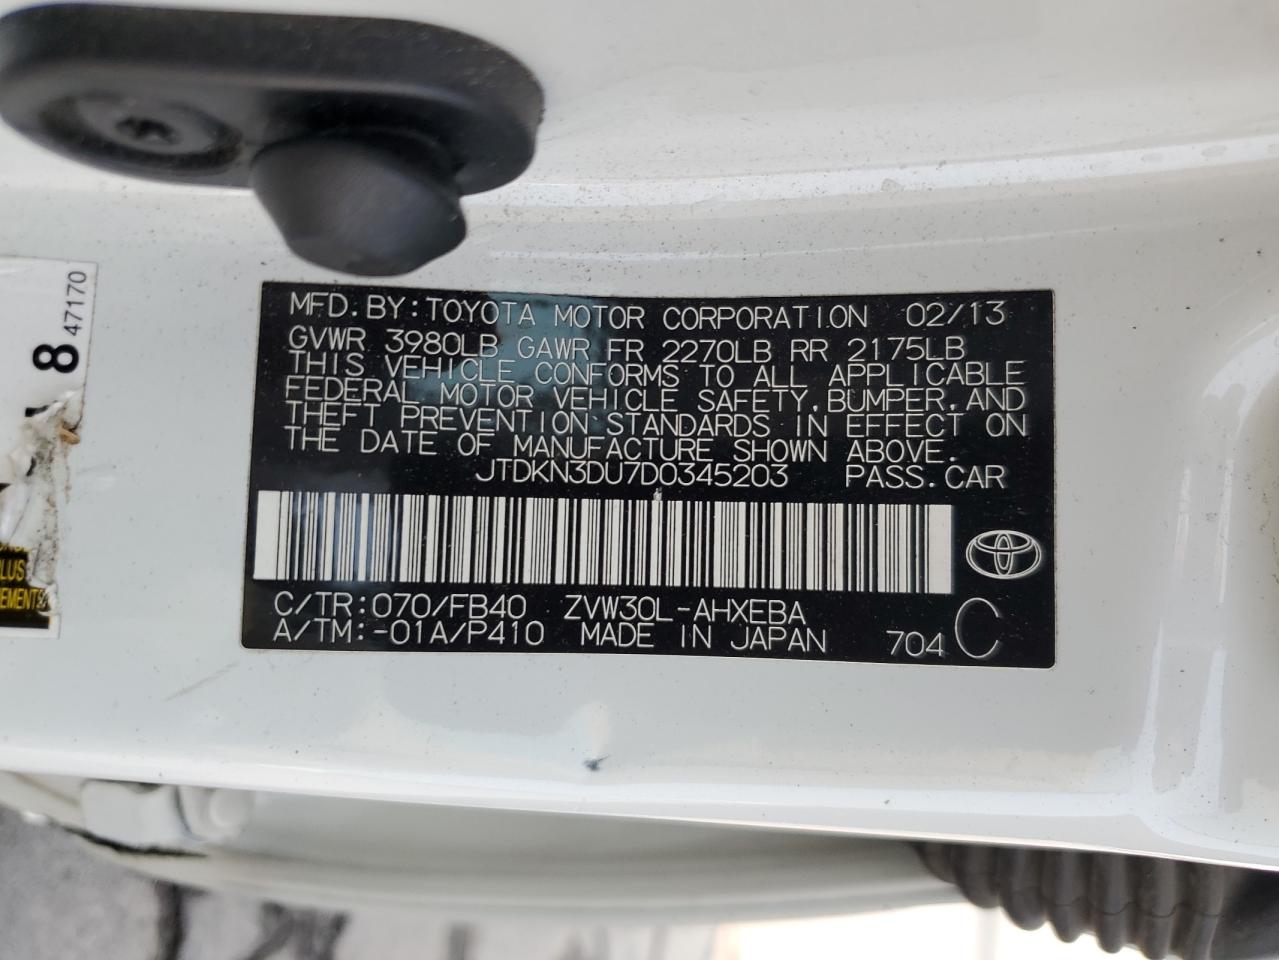 MFD.BY:TOYOTA MOTOR CORPORATION 02/13
GVWR 3980LB GAWR FR 2270LB RR 2175LB
THIS VEHICLE CONFORMS TO ALL APPLICABLE
FEDERAL MOTOR VEHICLE SAFETY,BUMPER,AND
THEFT PREVENTION STANDARDS IN EFFECT ON
THE DATE OF MANUFACTURE SHOWN ABOVE.
JTDKN3DU7D0345203 PASS.CAR
C/TR:070/FB40 ZVW30L-AHXEBA
A/TM:-01A/P410 MADE IN JAPAN 704 C
8 47170